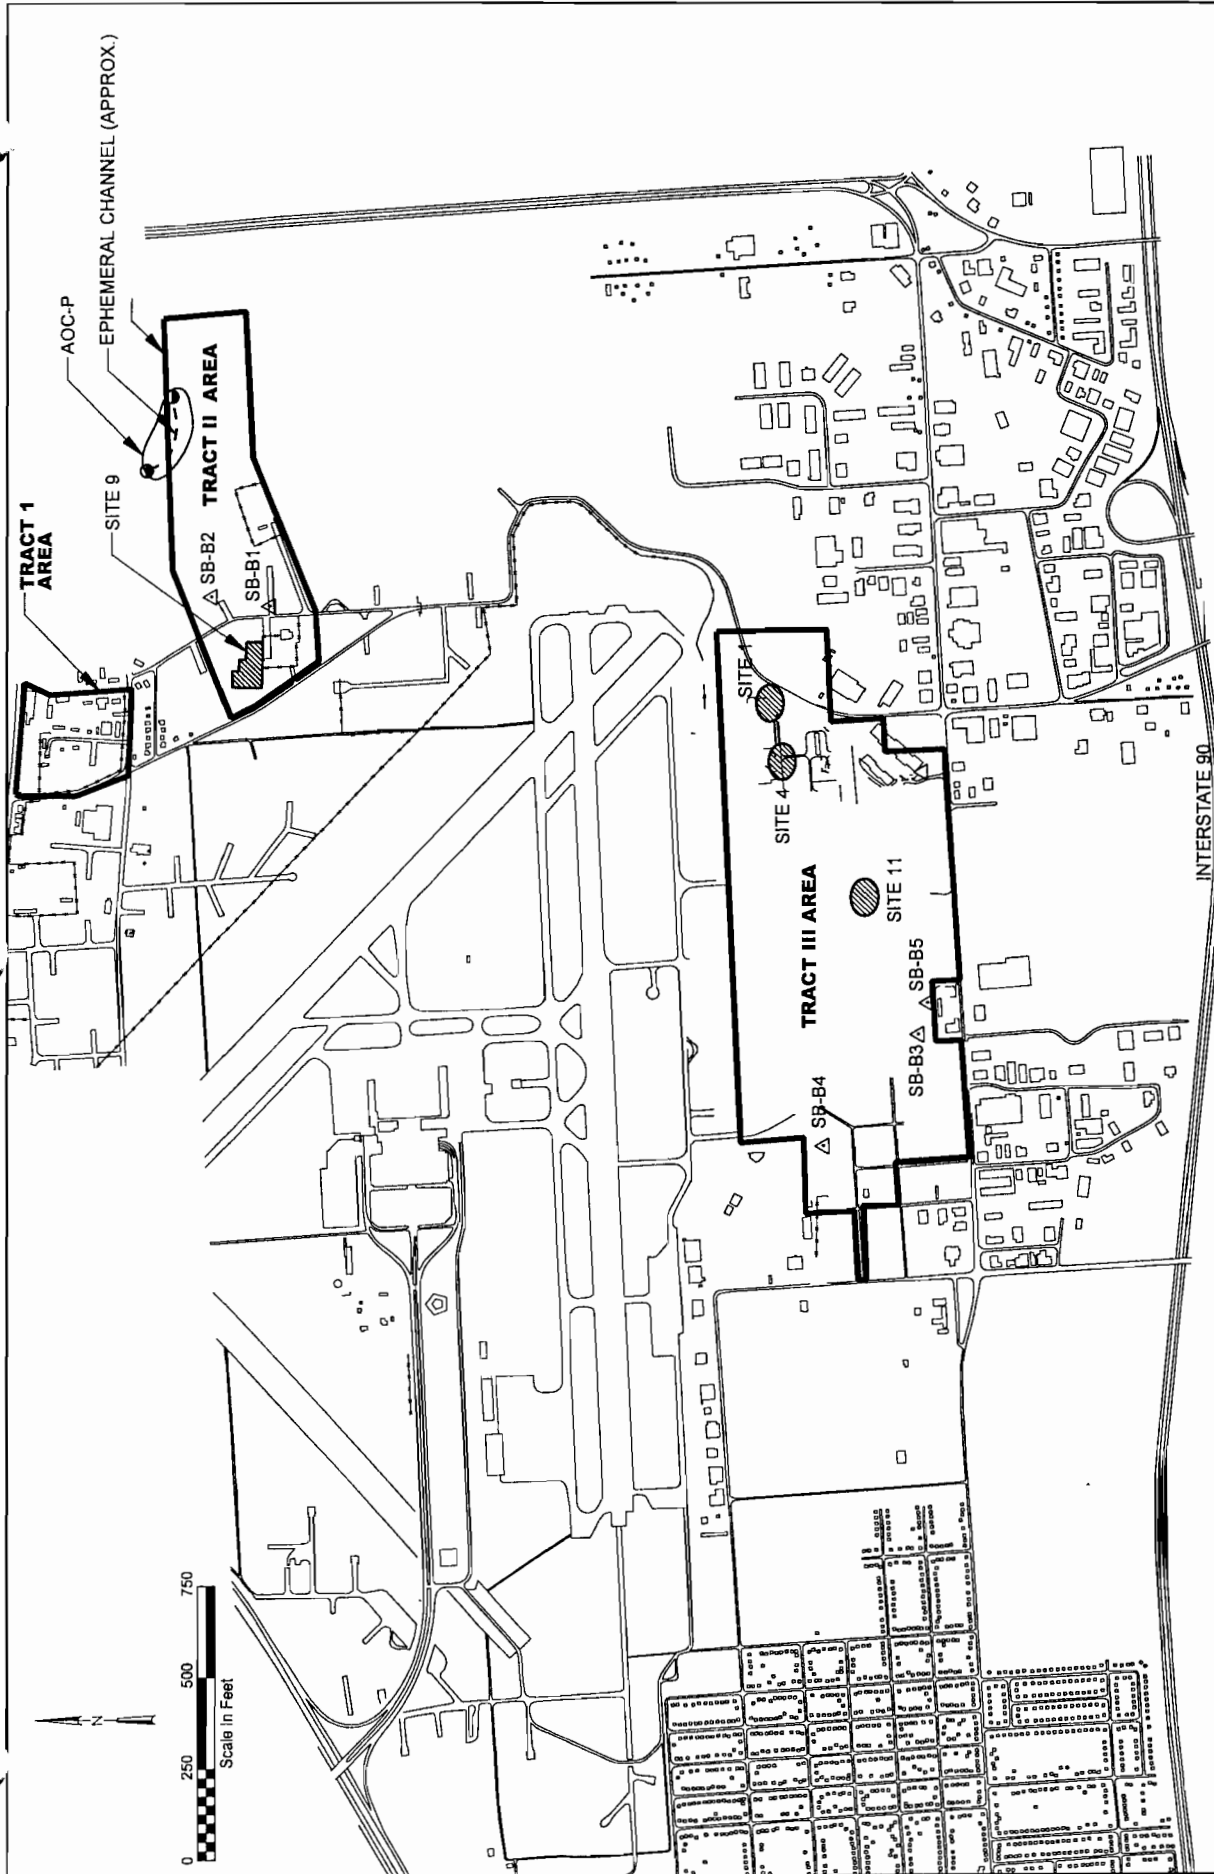 TRACT 1
AREA
AOC-P
EPHEMERAL CHANNEL (APPROX.)
SITE 9
SB-B2
SB-B1
TRACT II AREA
SITE 1
SITE 4
SITE 11
TRACT III AREA
SB-B5
SB-B3
SB-B4
INTERSTATE 90
N
0 250 500 750
Scale In Feet